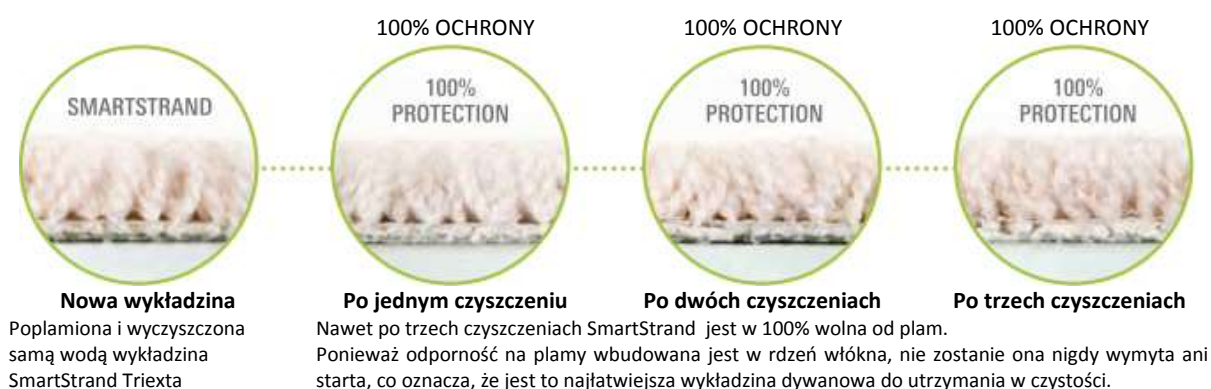 100% OCHRONY 100% OCHRONY 100% OCHRONY
SMARTSTRAND
100%
PROTECTION
100%
PROTECTION
100%
PROTECTION
Nowa wykładzina
Poplamiona i wyczyszczona
samą wodą wykładzina
SmartStrand Triexta
Po jednym czyszczeniu Po dwóch czyszczeniach Po trzech czyszczeniach
Nawet po trzech czyszczeniach SmartStrand jest w 100% wolna od plam.
Ponieważ odporność na plamy wbudowana jest w rdzeń włókna, nie zostanie ona nigdy wymyta ani
starta, co oznacza, że jest to najłatwiejsza wykładzina dywanowa do utrzymania w czystości.